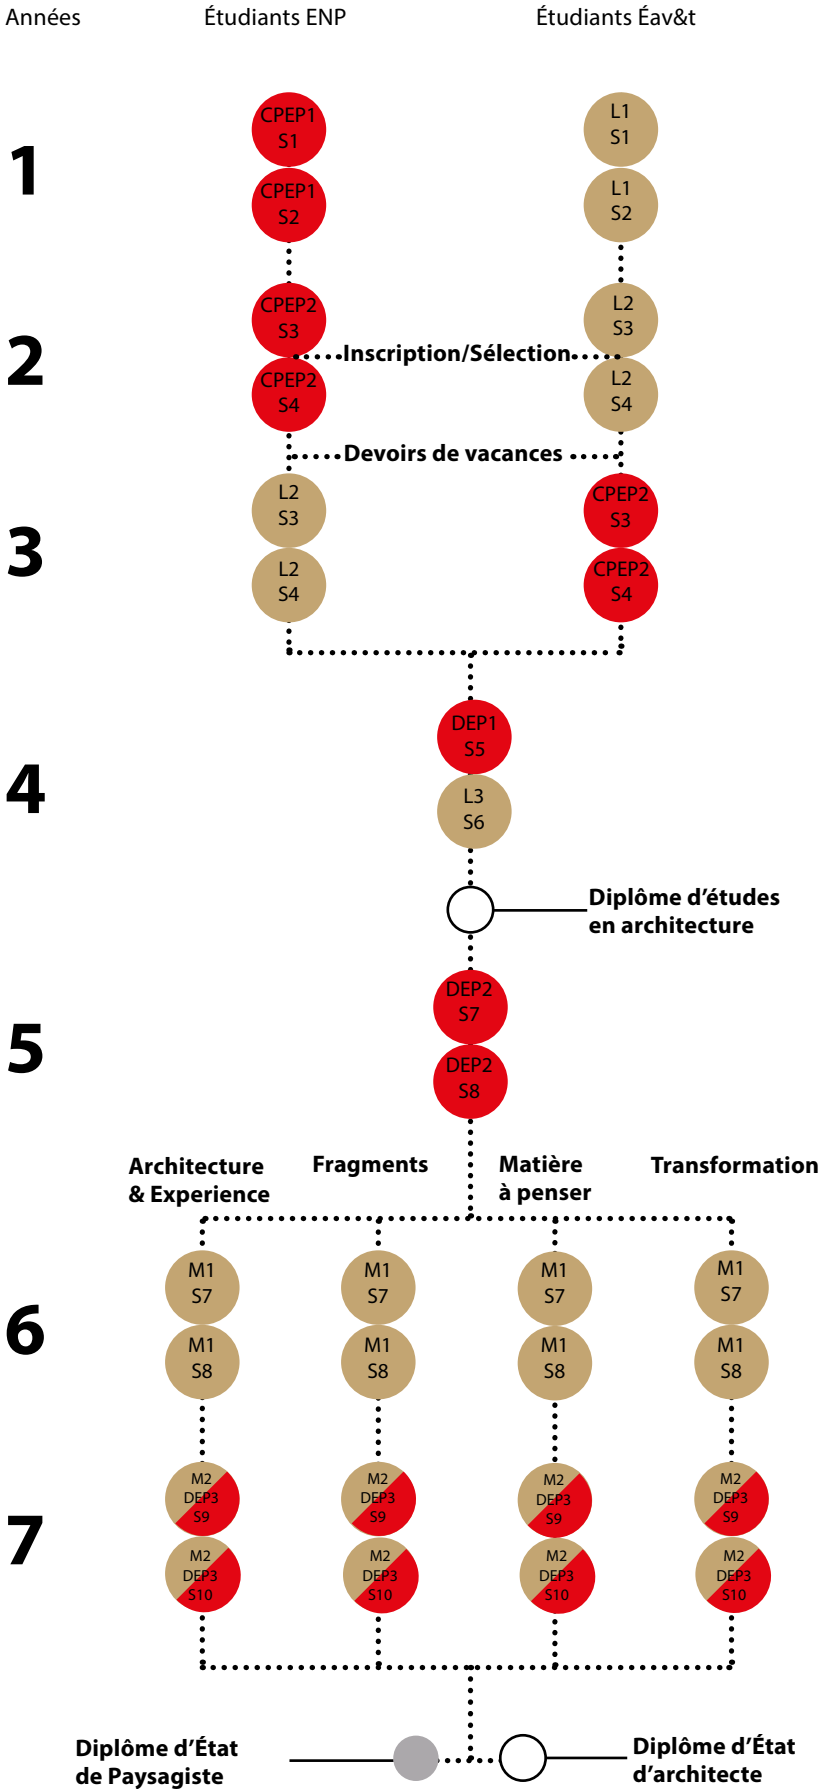 Années
Étudiants ENP
Étudiants Éav&t
1
CPEP1
S1
L1
S1
CPEP1
S2
L1
S2
2
CPEP2
S3
L2
S3
Inscription/Sélection
CPEP2
S4
L2
S4
Devoirs de vacances
3
L2
S3
CPEP2
S3
L2
S4
CPEP2
S4
4
DEP1
S5
L3
S6
Diplôme d'études
en architecture
5
DEP2
S7
DEP2
S8
Architecture
& Experience
Fragments
Matière
à penser
Transformation
6
M1
S7
M1
S7
M1
S7
M1
S7
M1
S8
M1
S8
M1
S8
M1
S8
7
M2
DEP3
S9
M2
DEP3
S9
M2
DEP3
S9
M2
DEP3
S9
M2
DEP3
S10
M2
DEP3
S10
M2
DEP3
S10
M2
DEP3
S10
Diplôme d'État
de Paysagiste
Diplôme d'État
d'architecte